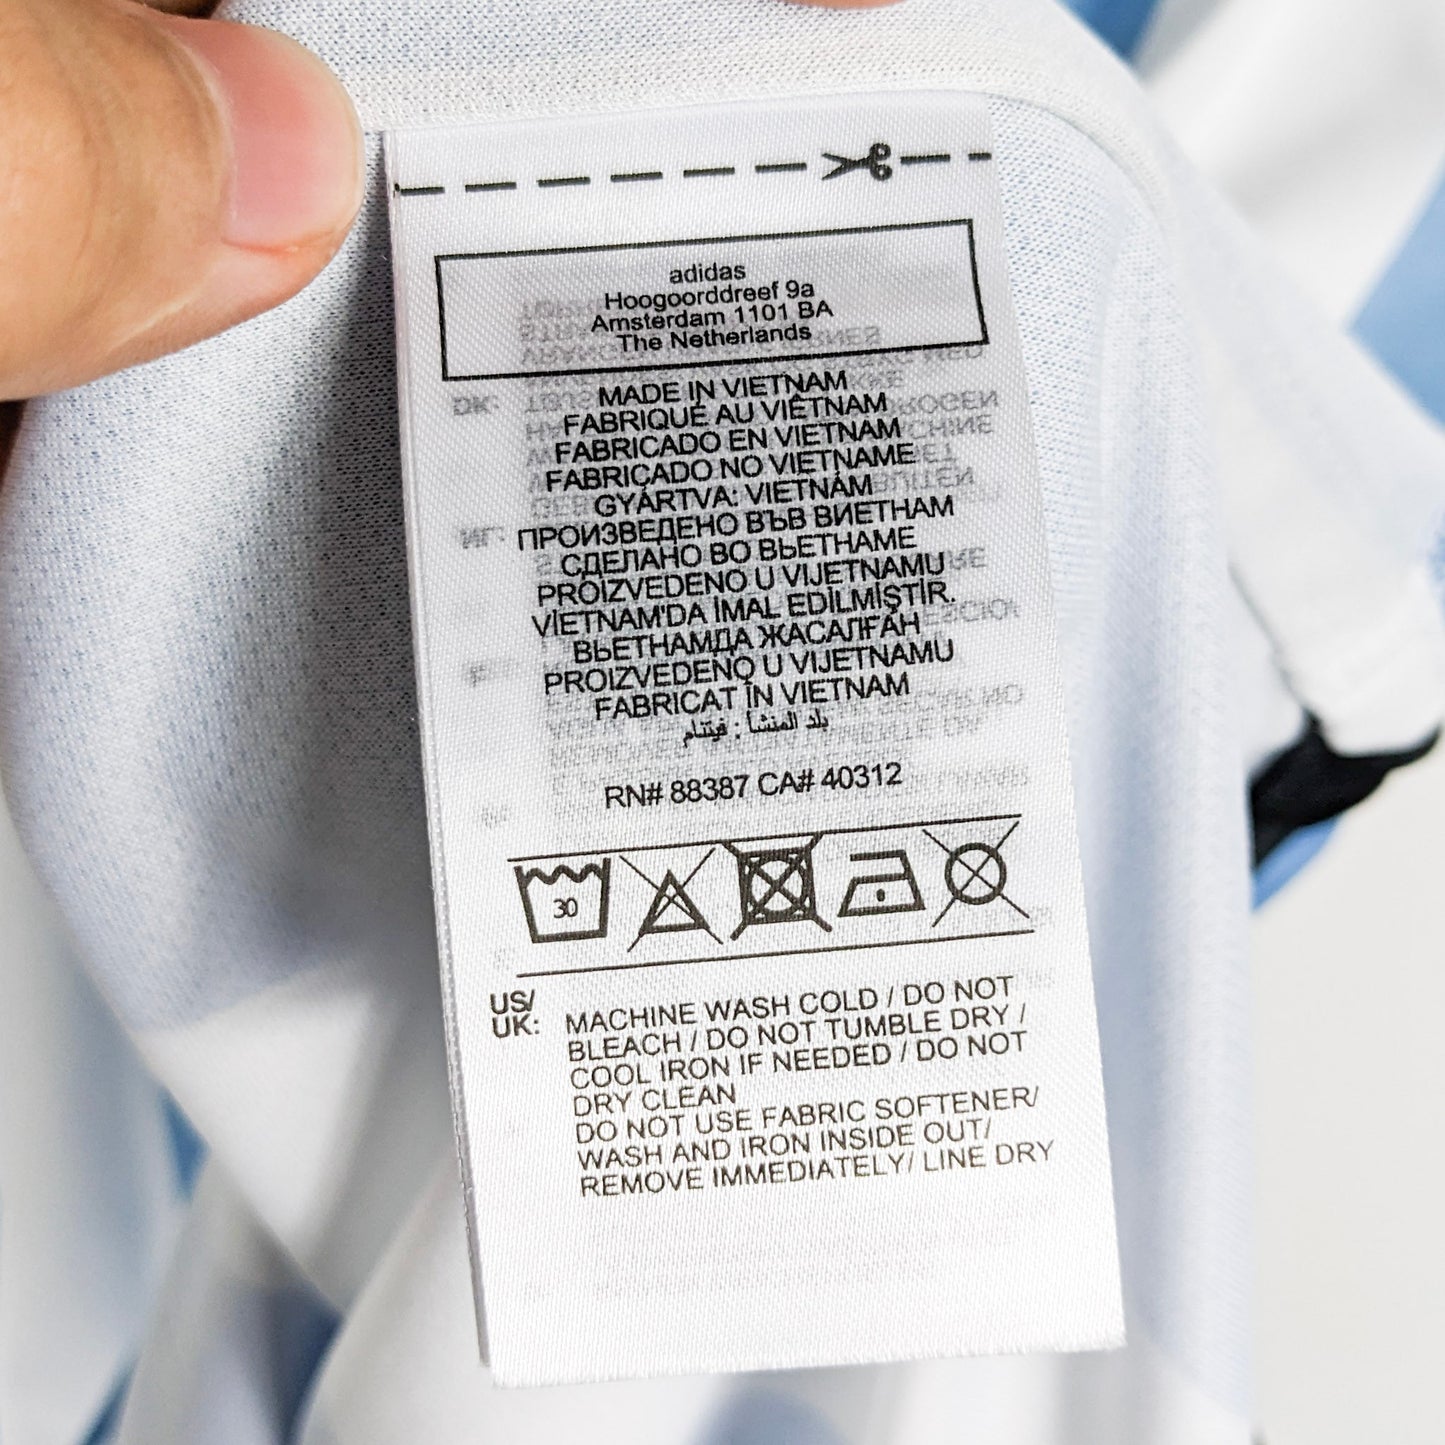 adidas
Hoogoorddreef 9a
Amsterdam 1101 BA
The Netherlands
MADE IN VIETNAM
FABRIQUÉ AU VIÊTNAM
FABRICADO EN VIETNAM
FABRICADO NO VIETNAME
GYÁRTVA: VIETNÁM
ПРОИЗВЕДЕНО ВЪВ ВИЕТНАМ
СДЕЛАНО ВО ВЬЕТНАМЕ
PROIZVEDENO U VIJETNAMU
VİETNAM'DA İMAL EDİLMİŞTİR.
ВЬЕТНАМДА ЖАСАЛҒАН
PROIZVEDENO U VIJETNAMU
FABRICAT ÎN VIETNAM
بلد المنشأ : فيتنام
RN# 88387 CA# 40312
30
US/
UK:
MACHINE WASH COLD / DO NOT
BLEACH / DO NOT TUMBLE DRY /
COOL IRON IF NEEDED / DO NOT
DRY CLEAN
DO NOT USE FABRIC SOFTENER/
WASH AND IRON INSIDE OUT/
REMOVE IMMEDIATELY/ LINE DRY